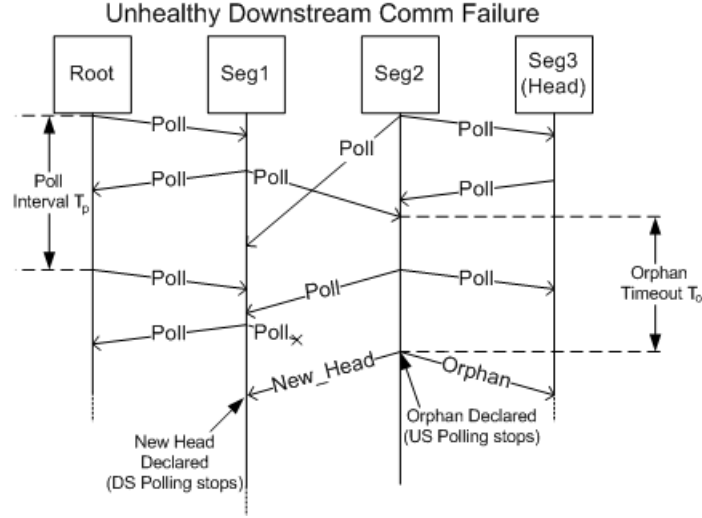 Unhealthy Downstream Comm Failure
Root
Seg1
Seg2
Seg3
(Head)
Poll
Poll
Poll
Poll
Interval Tp
Poll
Poll
Poll
Poll
Poll
Poll
Poll
Orphan
Timeout To
Poll
Poll
New_Head
Orphan
New Head
Declared
(DS Polling stops)
Orphan Declared
(US Polling stops)